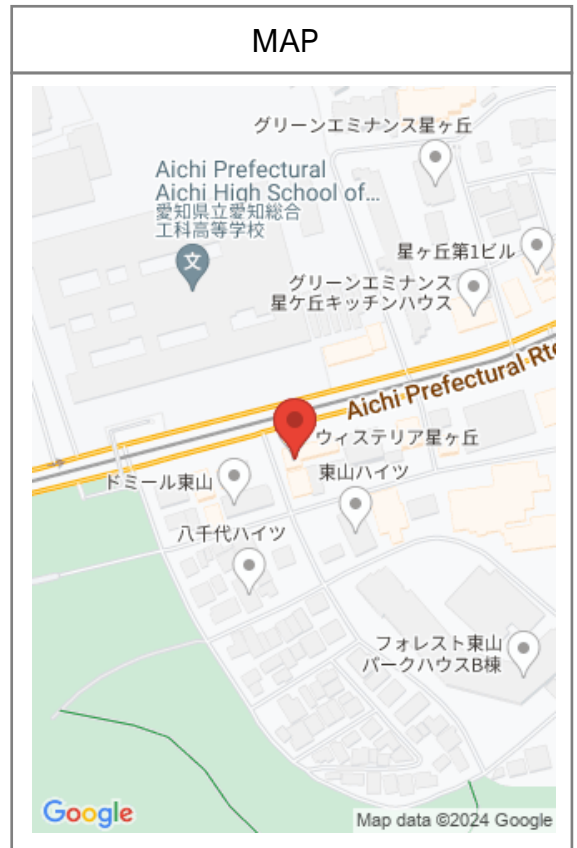 MAP
グリーンエミナンス星ヶ丘
Aichi Prefectural
Aichi High School of...
愛知県立愛知総合
工科高等学校
文
星ヶ丘第1ビル
グリーンエミナンス
星ケ丘キッチンハウス
Aichi Prefectural Rte
ウィステリア星ヶ丘
東山ハイツ
ドミール東山
八千代ハイツ
フォレスト東山
パークハウスB棟
Google
Map data ©2024 Google